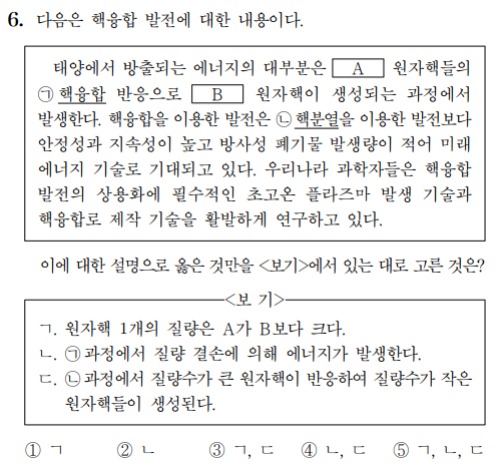 6. 다음은 핵융합 발전에 대한 내용이다.
태양에서 방출되는 에너지의 대부분은 A 원자핵들의
㉠ 핵융합 반응으로 B 원자핵이 생성되는 과정에서
발생한다. 핵융합을 이용한 발전은 ㉡ 핵분열을 이용한 발전보다
안정성과 지속성이 높고 방사성 폐기물 발생량이 적어 미래
에너지 기술로 기대되고 있다. 우리나라 과학자들은 핵융합
발전의 상용화에 필수적인 초고온 플라즈마 발생 기술과
핵융합로 제작 기술을 활발하게 연구하고 있다.
이에 대한 설명으로 옳은 것만을 <보기>에서 있는 대로 고른 것은?
<보 기>
ㄱ. 원자핵 1개의 질량은 A가 B보다 크다.
ㄴ. ㉠과정에서 질량 결손에 의해 에너지가 발생한다.
ㄷ. ㉡과정에서 질량수가 큰 원자핵이 반응하여 질량수가 작은
원자핵들이 생성된다.
① ㄱ ② ㄴ ③ ㄱ, ㄷ ④ ㄴ, ㄷ ⑤ ㄱ, ㄴ, ㄷ